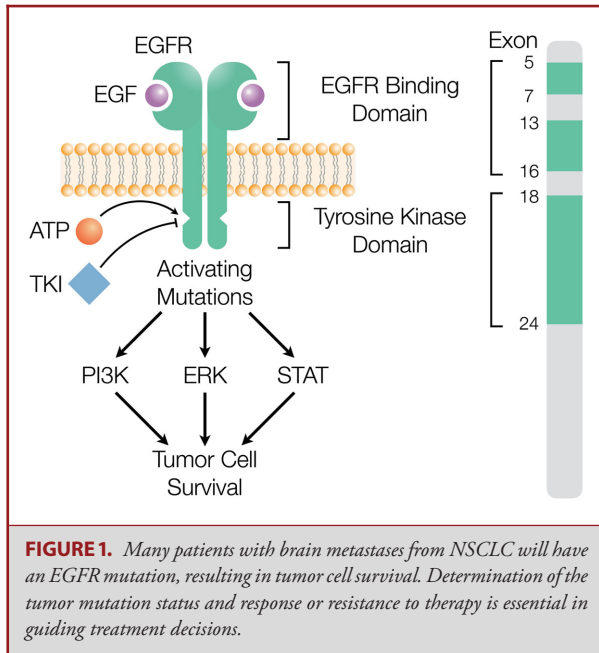 EGFR
EGF
EGFR Binding
Domain
Exon
5
7
13
16
18
24
ATP
TKI
Tyrosine Kinase
Domain
Activating
Mutations
PI3K
ERK
STAT
Tumor Cell
Survival
FIGURE 1. Many patients with brain metastases from NSCLC will have
an EGFR mutation, resulting in tumor cell survival. Determination of the
tumor mutation status and response or resistance to therapy is essential in
guiding treatment decisions.